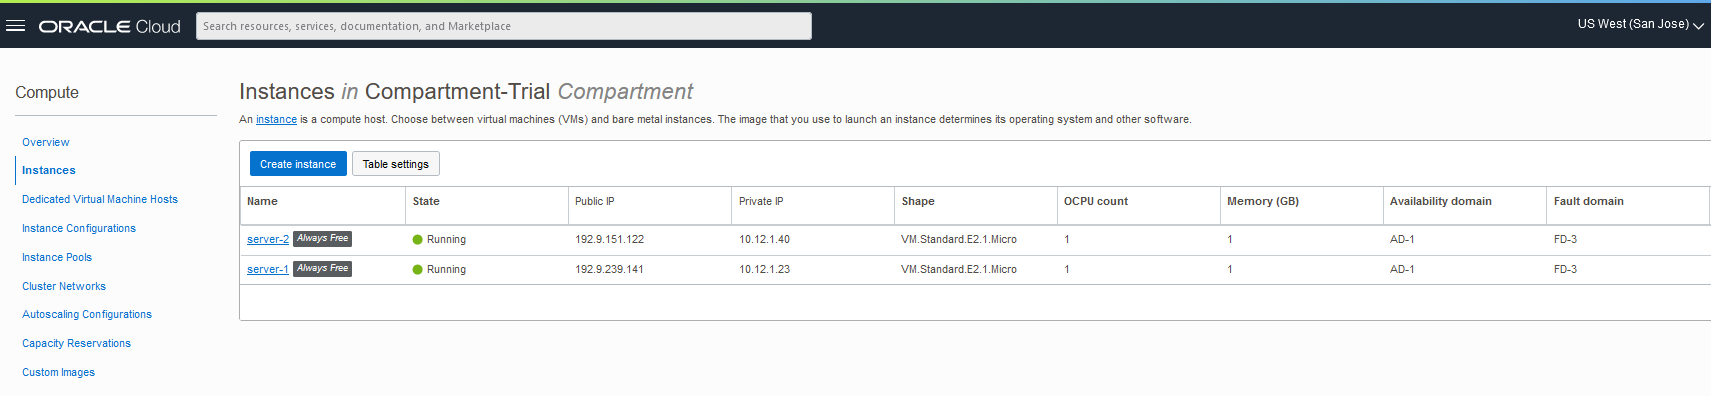 ORACLE Cloud
Search resources, services, documentation, and Marketplace
US West (San Jose)
Compute
Overview
Instances
Dedicated Virtual Machine Hosts
Instance Configurations
Instance Pools
Cluster Networks
Autoscaling Configurations
Capacity Reservations
Custom Images
Instances in Compartment-Trial Compartment
An instance is a compute host. Choose between virtual machines (VMs) and bare metal instances. The image that you use to launch an instance determines its operating system and other software.
Create instance Table settings
Name State Public IP Private IP Shape OCPU count Memory (GB) Availability domain Fault domain
server-2 Always Free Running 192.9.151.122 10.12.1.40 VM.Standard.E2.1.Micro 1 1 AD-1 FD-3
server-1 Always Free Running 192.9.239.141 10.12.1.23 VM.Standard.E2.1.Micro 1 1 AD-1 FD-3